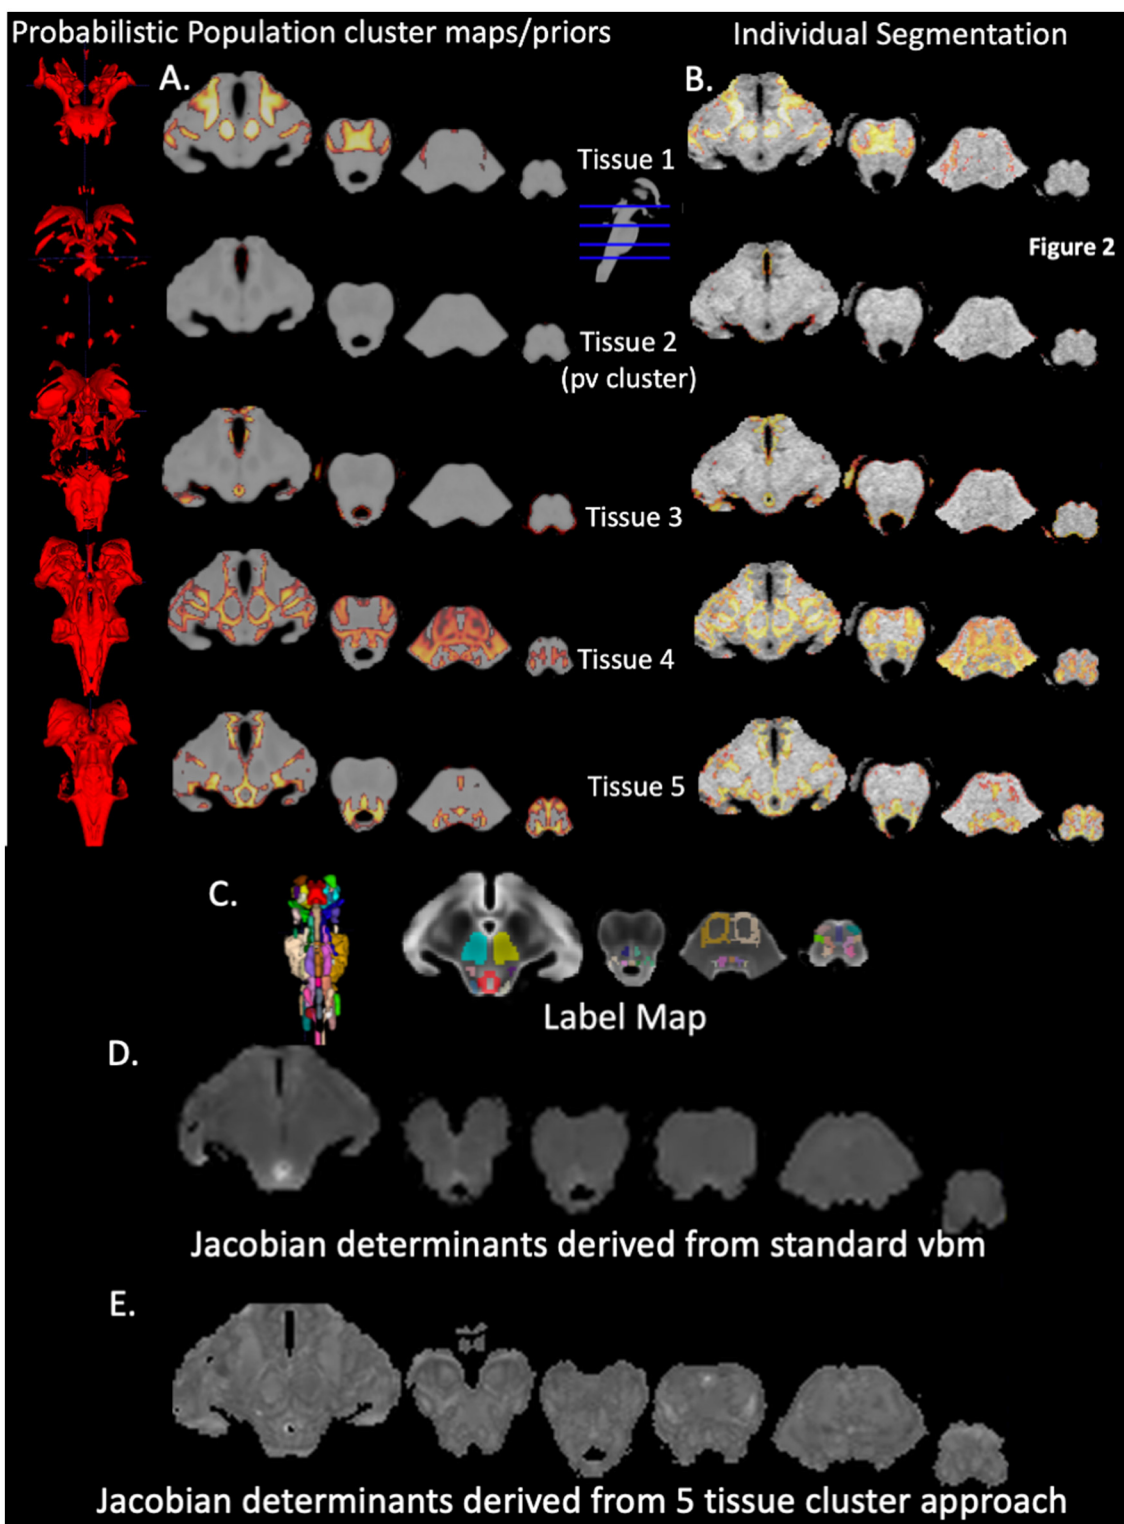 Probabilistic Population cluster maps/priors
Individual Segmentation
A.
B.
Tissue 1
Figure 2
Tissue 2
(pv cluster)
Tissue 3
Tissue 4
Tissue 5
C.
Label Map
D.
Jacobian determinants derived from standard vbm
E.
Jacobian determinants derived from 5 tissue cluster approach